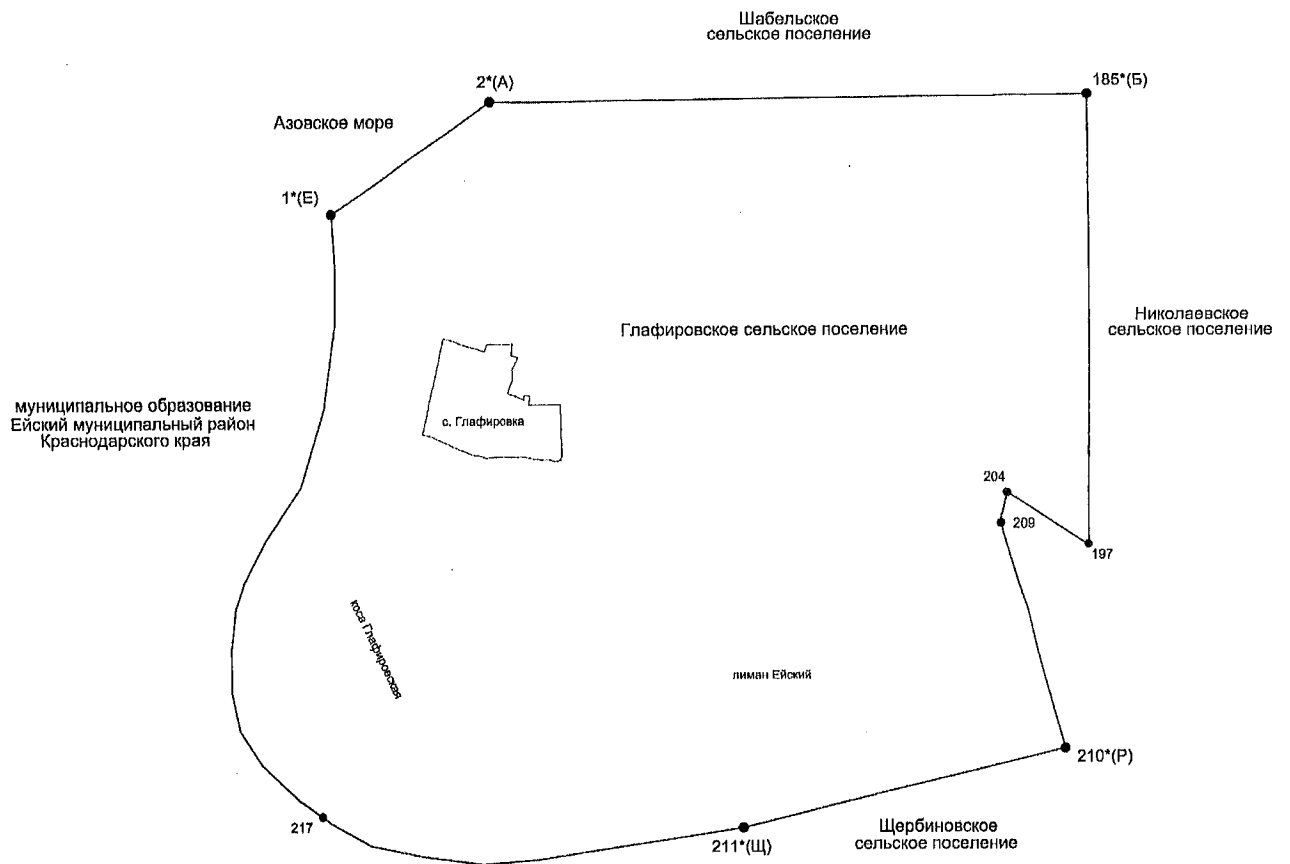 Шабельское
сельское поселение
2*(А)
185*(Б)
Азовское море
1*(Е)
Глафировское сельское поселение
Николаевское
сельское поселение
муниципальное образование
Ейский муниципальный район
Краснодарского края
с. Глафировка
204
209
197
коса Глафировская
лиман Ейский
210*(Р)
217
211*(Щ)
Щербиновское
сельское поселение